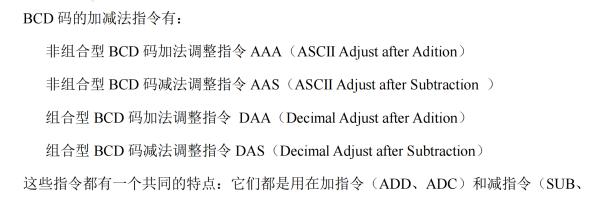 BCD 码的加减法指令有：
非组合型 BCD 码加法调整指令 AAA（ASCII Adjust after Adition）
非组合型 BCD 码减法调整指令 AAS（ASCII Adjust after Subtraction ）
组合型 BCD 码加法调整指令 DAA（Decimal Adjust after Adition）
组合型 BCD 码减法调整指令 DAS（Decimal Adjust after Subtraction）
这些指令都有一个共同的特点：它们都是用在加指令（ADD、ADC）和减指令（SUB、